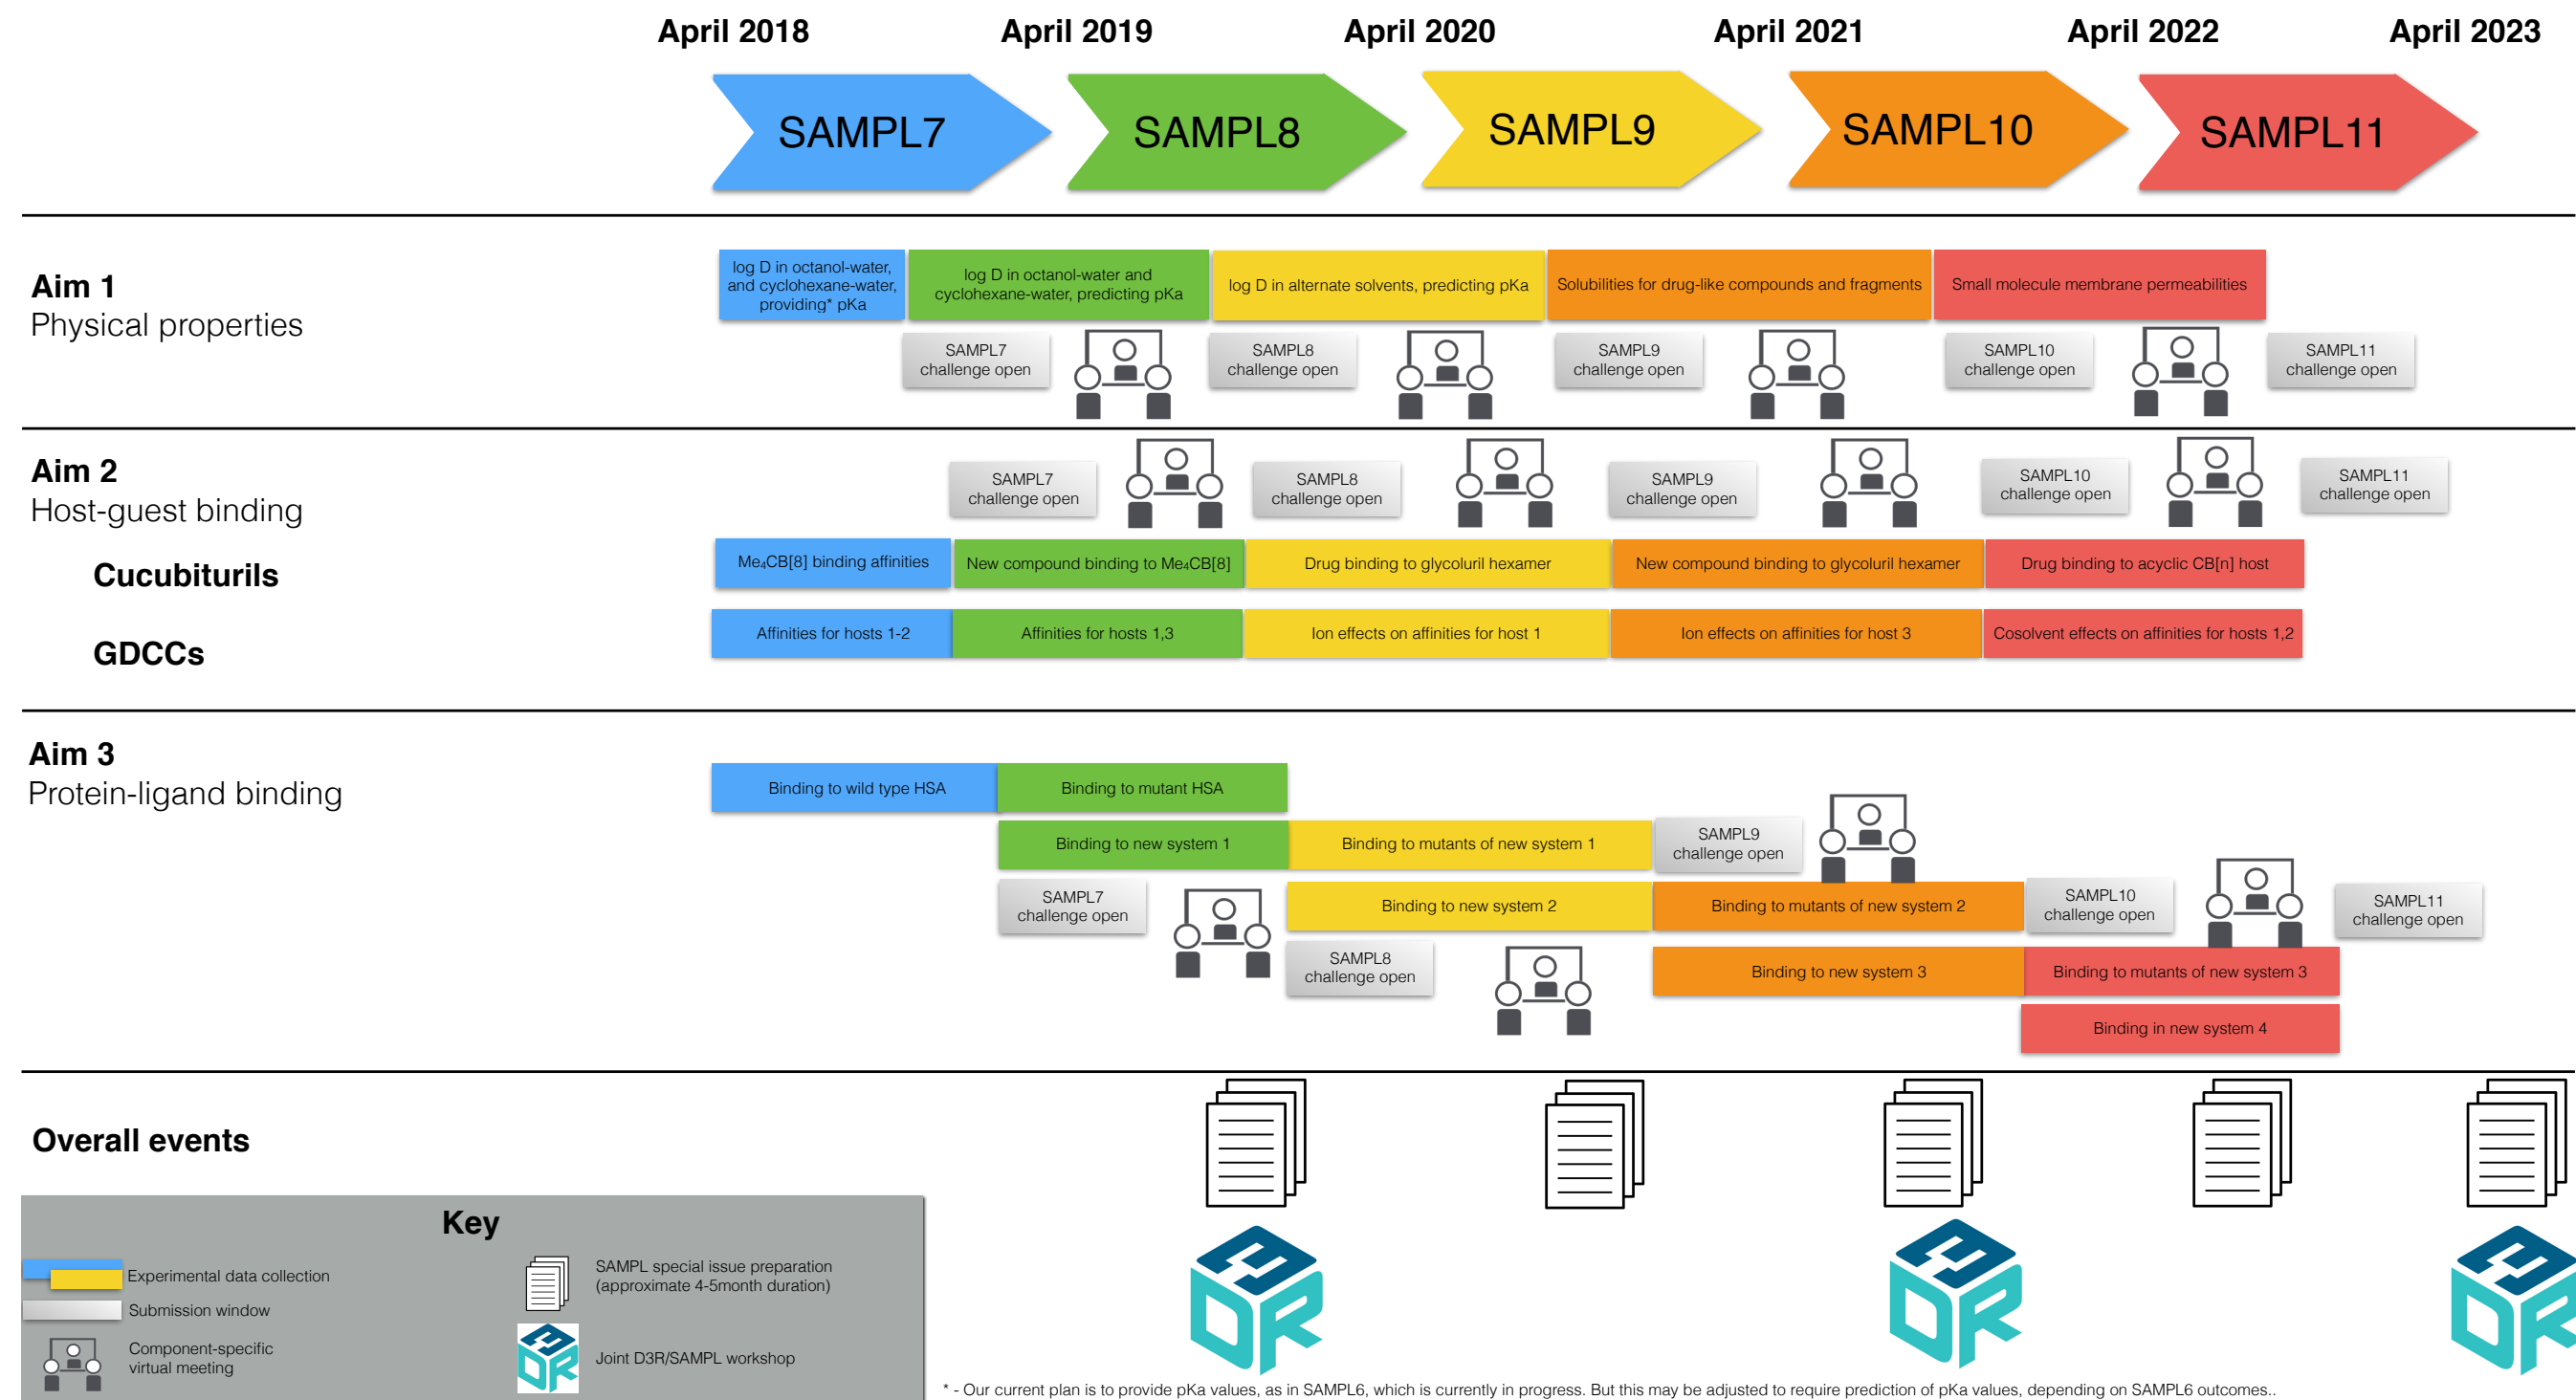 April 2018
April 2019
April 2020
April 2021
April 2022
April 2023
SAMPL7
SAMPL8
SAMPL9
SAMPL10
SAMPL11
Aim 1
Physical properties
log D in octanol-water,
and cyclohexane-water,
providing* pKa
log D in octanol-water and
cyclohexane-water, predicting pKa
log D in alternate solvents, predicting pKa
Solubilities for drug-like compounds and fragments
Small molecule membrane permeabilities
SAMPL7
challenge open
SAMPL8
challenge open
SAMPL9
challenge open
SAMPL10
challenge open
SAMPL11
challenge open
Aim 2
Host-guest binding
SAMPL7
challenge open
SAMPL8
challenge open
SAMPL9
challenge open
SAMPL10
challenge open
SAMPL11
challenge open
Cucubiturils
Me₄CB[8] binding affinities
New compound binding to Me₄CB[8]
Drug binding to glycoluril hexamer
New compound binding to glycoluril hexamer
Drug binding to acyclic CB[n] host
GDCCs
Affinities for hosts 1-2
Affinities for hosts 1,3
Ion effects on affinities for host 1
Ion effects on affinities for host 3
Cosolvent effects on affinities for hosts 1,2
Aim 3
Protein-ligand binding
Binding to wild type HSA
Binding to mutant HSA
Binding to new system 1
Binding to mutants of new system 1
SAMPL9
challenge open
SAMPL7
challenge open
Binding to new system 2
Binding to mutants of new system 2
SAMPL10
challenge open
SAMPL11
challenge open
SAMPL8
challenge open
Binding to new system 3
Binding to mutants of new system 3
Binding in new system 4
Overall events
Key
Experimental data collection
Submission window
Component-specific
virtual meeting
SAMPL special issue preparation
(approximate 4-5month duration)
D3R
Joint D3R/SAMPL workshop
D3R
D3R
D3R
* - Our current plan is to provide pKa values, as in SAMPL6, which is currently in progress. But this may be adjusted to require prediction of pKa values, depending on SAMPL6 outcomes..